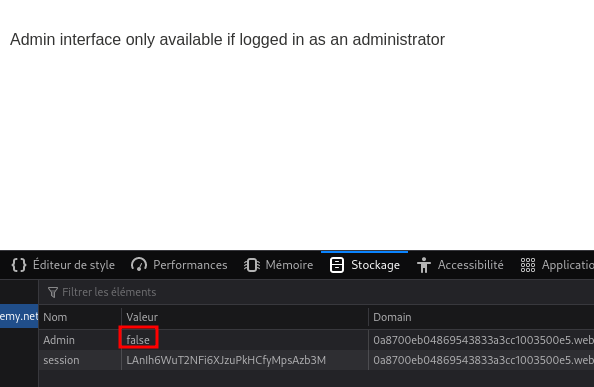 Admin interface only available if logged in as an administrator
Éditeur de style Performances Mémoire Stockage Accessibilité Applicatio
Filtrer les éléments
emy.net Nom Valeur Domain
Admin false 0a8700eb04869543833a3cc1003500e5.web
session LAnIh6WuT2NFi6XJzuPkHCfyMpsAzb3M 0a8700eb04869543833a3cc1003500e5.web